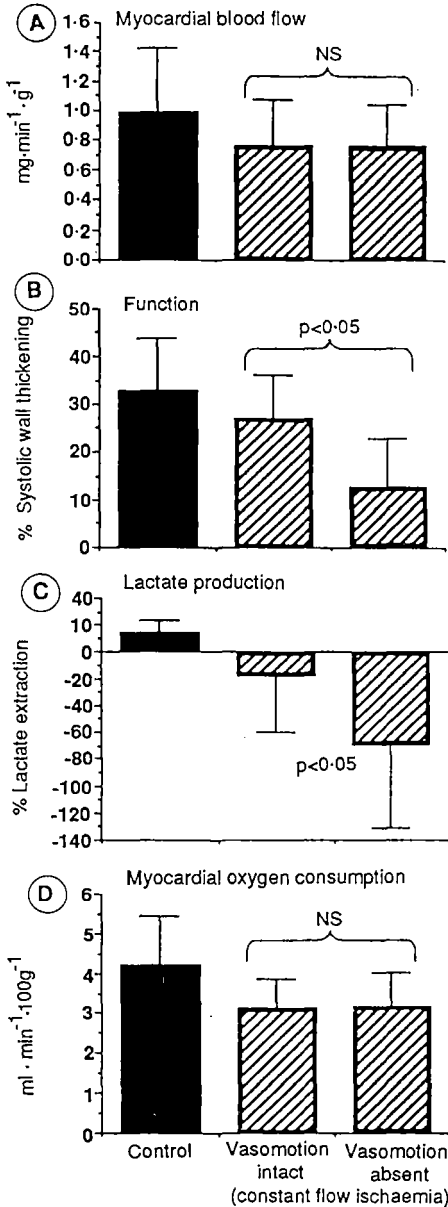 A Myocardial blood flow
mg·min-1·g-1
1·6
1·4
1·2
1·0
0·8
0·6
0·4
0·2
0·0
NS
B Function
% Systolic wall thickening
50
40
30
20
10
0
p<0·05
C Lactate production
% Lactate extraction
40
10
0
-20
-40
-60
-80
-100
-120
-140
p<0·05
D Myocardial oxygen consumption
ml · min-1·100g-1
6
5
4
3
2
1
0
NS
Control
Vasomotion
intact
Vasomotion
absent
(constant flow ischaemia)